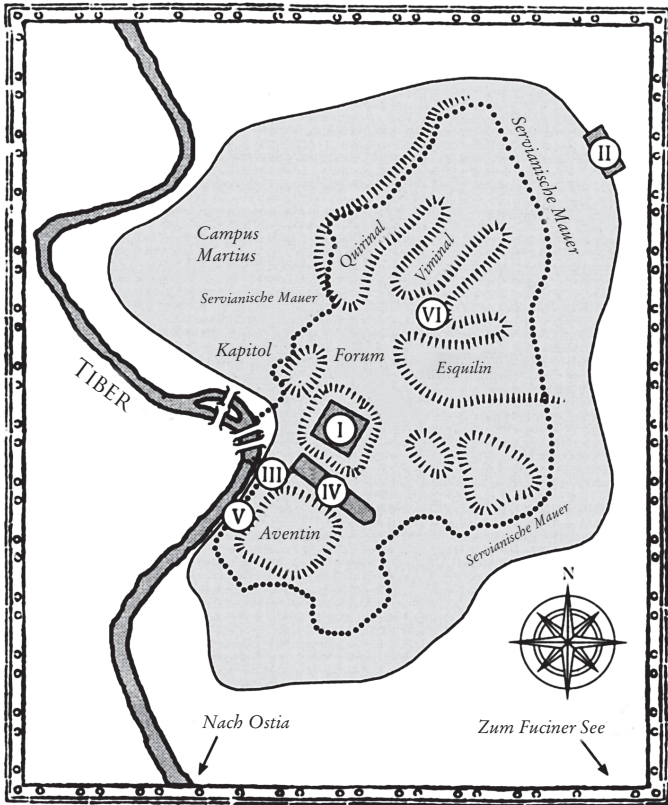 Servianische Mauer
II
Campus
Martius
Quirinal
Viminal
Servianische Mauer
VI
Kapitol
Forum
Esquilin
TIBER
I
III
IV
V
Aventin
Servianische Mauer
N
Nach Ostia
Zum Fuciner See